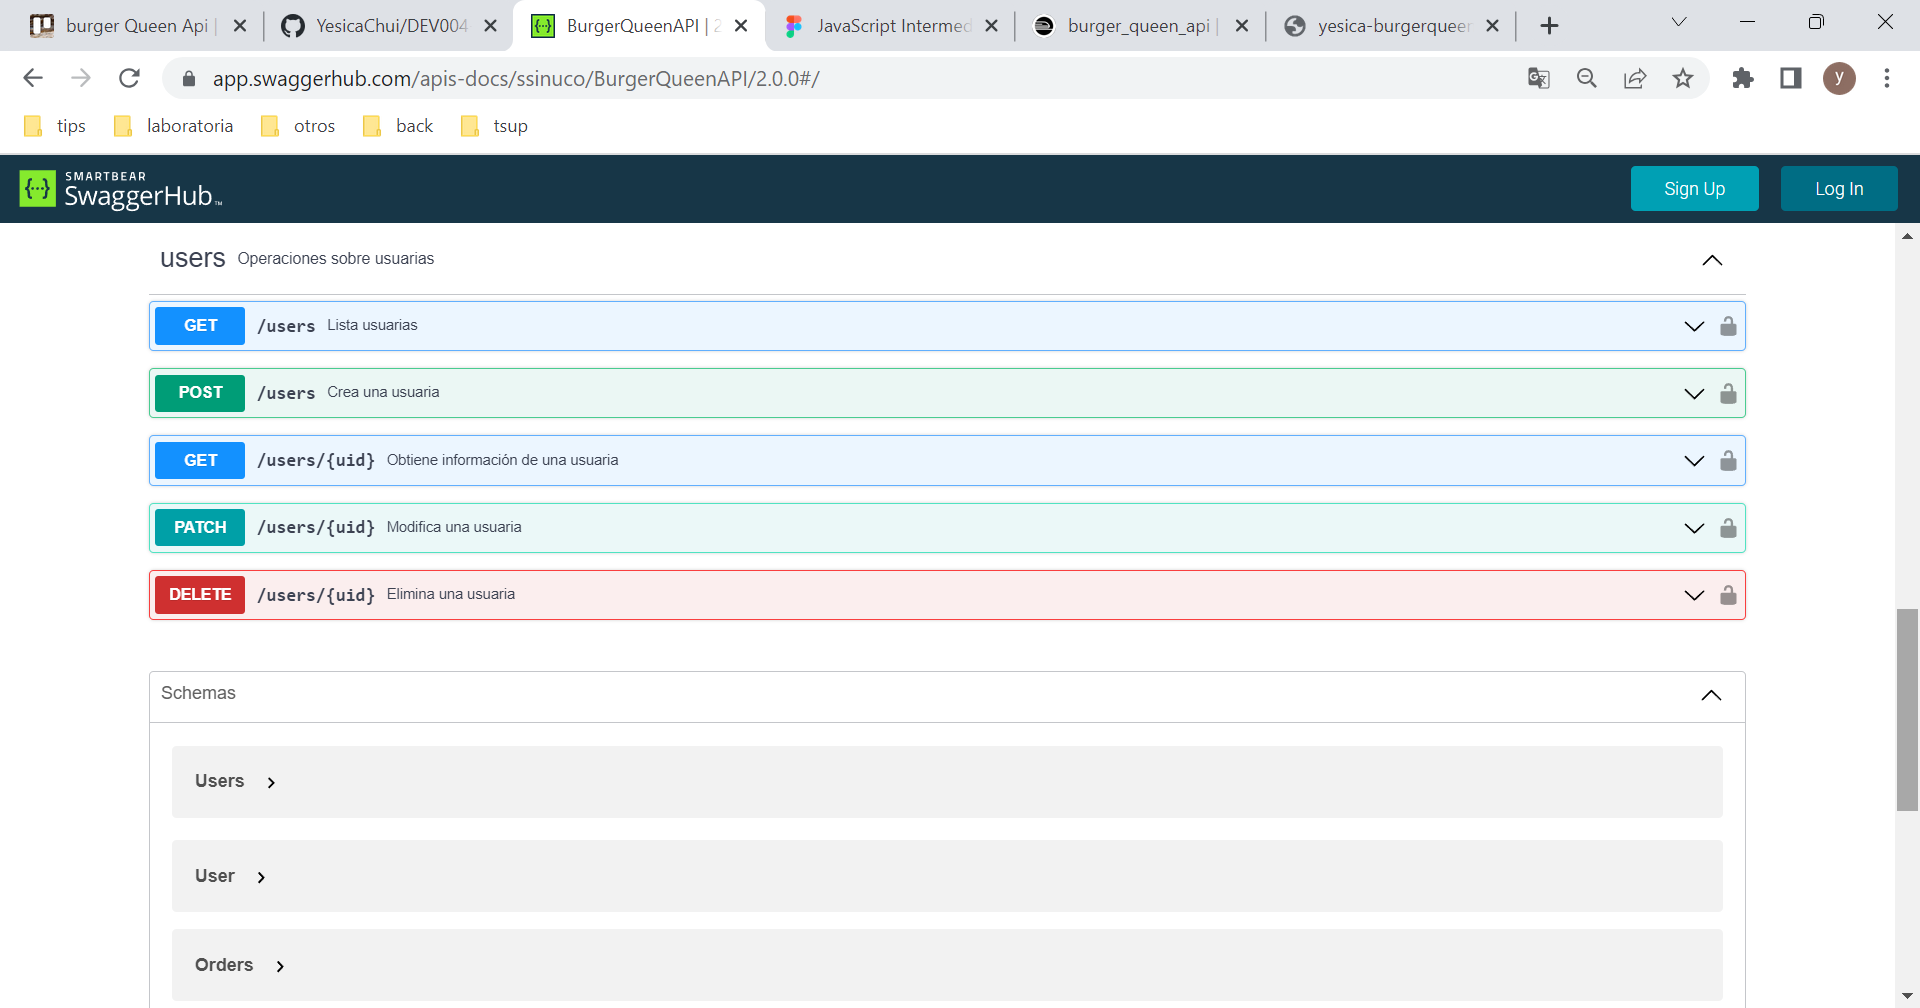 burger Queen Api |
YesicaChui/DEV004
BurgerQueenAPI | 2
JavaScript Intermed
burger_queen_api |
yesica-burgerqueen
app.swaggerhub.com/apis-docs/ssinuco/BurgerQueenAPI/2.0.0#/
y
tips
laboratoria
otros
back
tsup
{···}
SMARTBEAR
SwaggerHub™
Sign Up
Log In
users Operaciones sobre usuarias
GET /users Lista usuarias
POST /users Crea una usuaria
GET /users/{uid} Obtiene información de una usuaria
PATCH /users/{uid} Modifica una usuaria
DELETE /users/{uid} Elimina una usuaria
Schemas
Users
User
Orders